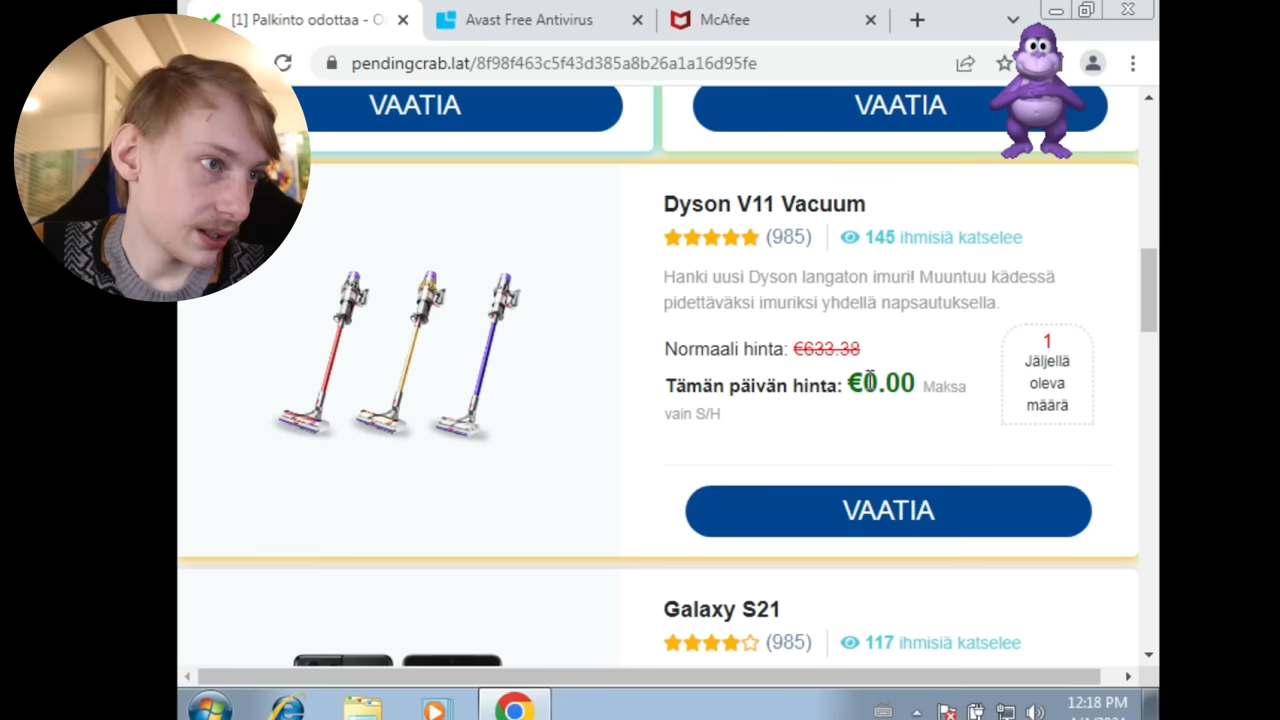 [1] Palkinto odottaa - O
Avast Free Antivirus
McAfee
pendingcrab.lat/8f98f463c5f43d385a8b26a1a16d95fe
VAATIA
VAATIA
Dyson V11 Vacuum
(985)
145 ihmisiä katselee
Hanki uusi Dyson langaton imuri! Muuntuu kädessä
pidettäväksi imuriksi yhdellä napsautuksella.
Normaali hinta: €633.38
Tämän päivän hinta: €0.00 Maksa
vain S/H
1
Jäljellä
oleva
määrä
VAATIA
Galaxy S21
(985)
117 ihmisiä katselee
12:18 PM